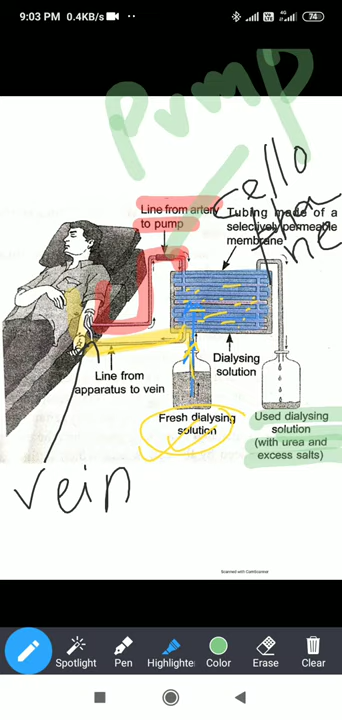 9:03 PM 0.4KB/s
4G
74
Pump
cello
phane
Line from artery
to pump
Tubing made of a
selectively permeable
membrane
Dialysing
solution
Line from
apparatus to vein
Fresh dialysing
solution
Used dialysing
solution
(with urea and
excess salts)
vein
Scanned with CamScanner
Spotlight
Pen
Highlighter
Color
Erase
Clear